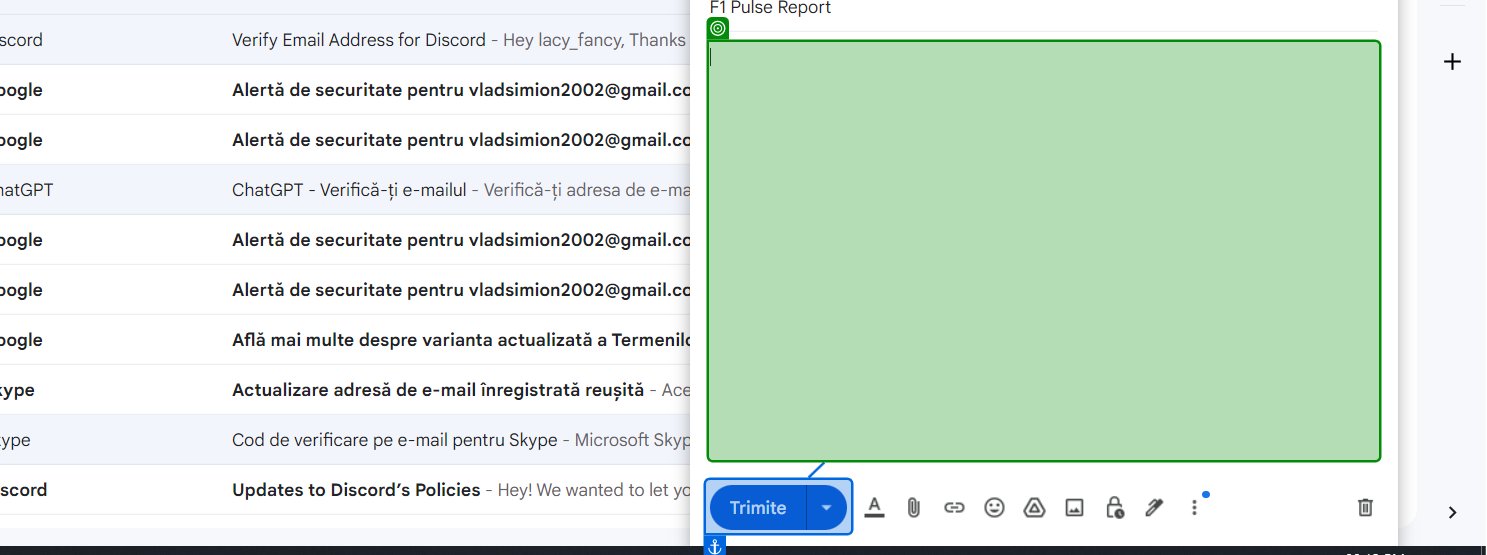 F1 Pulse Report
scord Verify Email Address for Discord - Hey lacy_fancy, Thanks
oogle Alertă de securitate pentru vladsimion2002@gmail.co
oogle Alertă de securitate pentru vladsimion2002@gmail.co
hatGPT ChatGPT - Verifică-ți e-mailul - Verifică-ți adresa de e-ma
oogle Alertă de securitate pentru vladsimion2002@gmail.co
oogle Alertă de securitate pentru vladsimion2002@gmail.co
oogle Află mai multe despre varianta actualizată a Termenilo
kype Actualizare adresă de e-mail înregistrată reușită - Ace
ype Cod de verificare pe e-mail pentru Skype - Microsoft Skyp
scord Updates to Discord's Policies - Hey! We wanted to let yo
Trimite